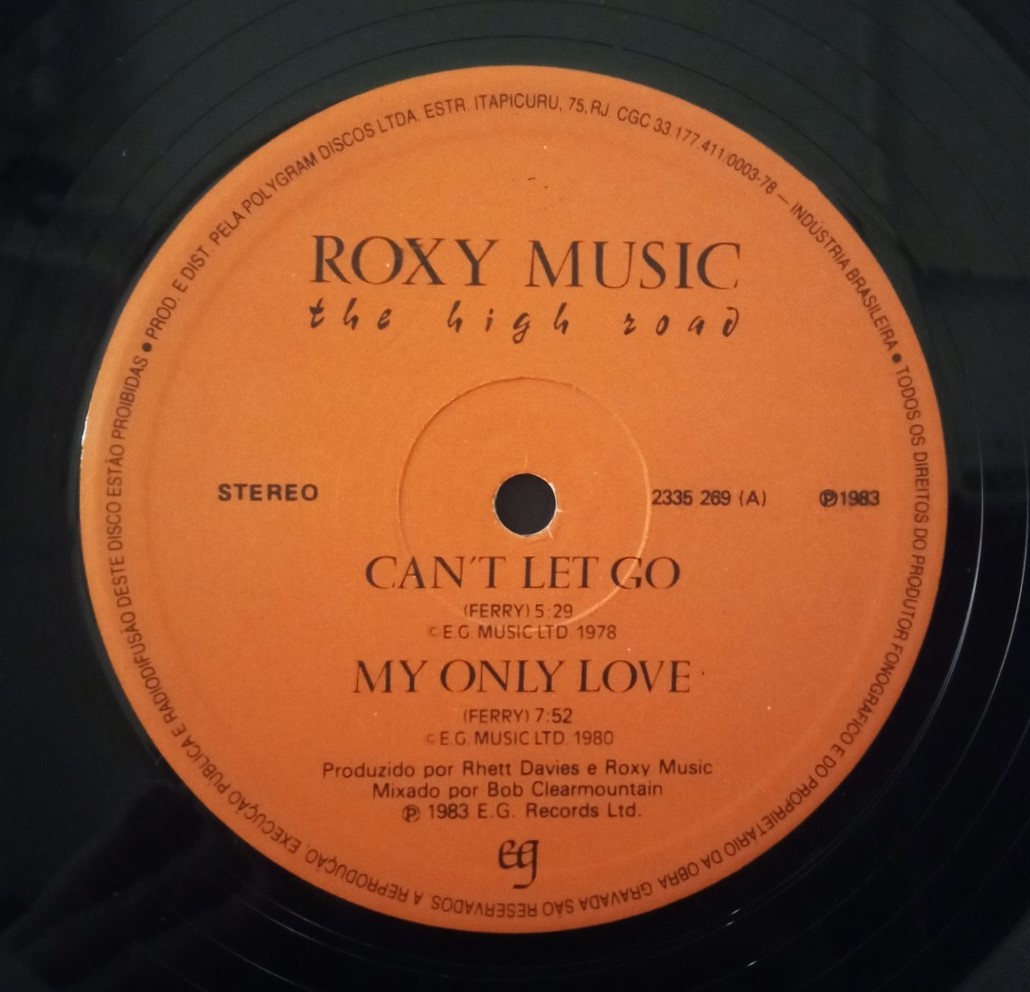 PROD. E DIST. PELA POLYGRAM DISCOS LTDA. ESTR. ITAPICURU, 75, RJ. CGC 33.177.411/0003-78 — INDÚSTRIA BRASILEIRA • TODOS OS DIREITOS DO PRODUTOR FONOGRÁFICO E DO PROPRIETÁRIO DA OBRA GRAVADA SÃO RESERVADOS. A REPRODUÇÃO, EXECUÇÃO PÚBLICA E RADIODIFUSÃO DESTE DISCO ESTÃO PROIBIDAS •
ROXY MUSIC
the high road
STEREO 2335 269 (A) ℗1983
CAN'T LET GO
(FERRY) 5:29
© E.G. MUSIC LTD. 1978
MY ONLY LOVE
(FERRY) 7:52
© E.G. MUSIC LTD. 1980
Produzido por Rhett Davies e Roxy Music
Mixado por Bob Clearmountain
℗ 1983 E.G. Records Ltd.
eg